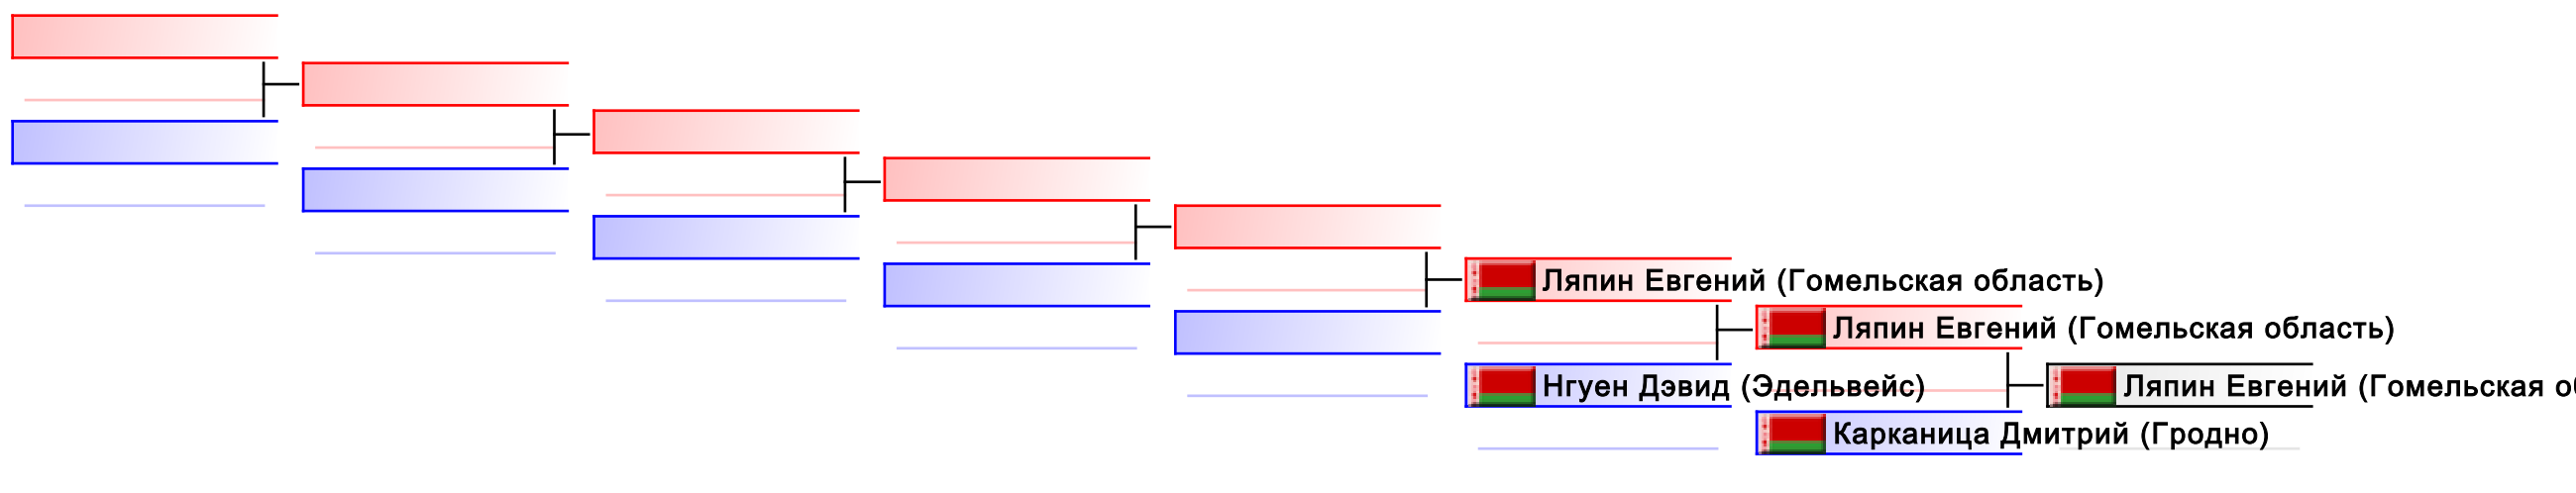 Ляпин Евгений (Гомельская область)
Ляпин Евгений (Гомельская область)
Нгуен Дэвид (Эдельвейс)
Ляпин Евгений (Гомельская
Карканица Дмитрий (Гродно)